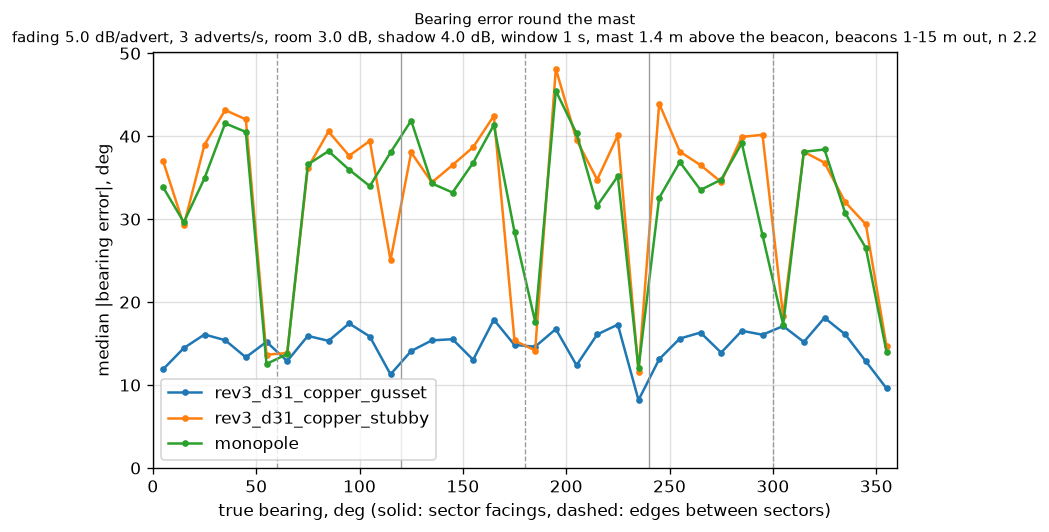 Bearing error round the mast
fading 5.0 dB/advert, 3 adverts/s, room 3.0 dB, shadow 4.0 dB, window 1 s, mast 1.4 m above the beacon, beacons 1-15 m out, n 2.2
median |bearing error|, deg
50
40
30
20
10
0
rev3_d31_copper_gusset
rev3_d31_copper_stubby
monopole
0 50 100 150 200 250 300 350
true bearing, deg (solid: sector facings, dashed: edges between sectors)